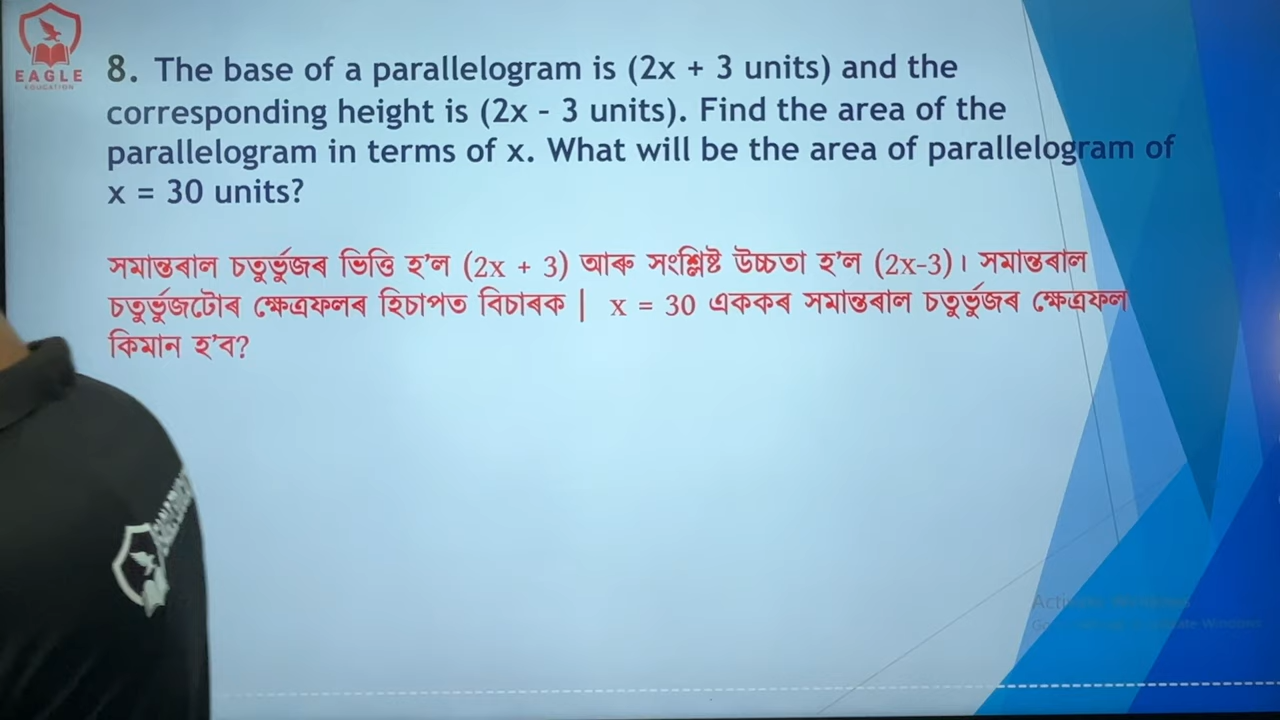 EAGLE
EDUCATION
8. The base of a parallelogram is (2x + 3 units) and the
corresponding height is (2x – 3 units). Find the area of the
parallelogram in terms of x. What will be the area of parallelogram of
x = 30 units?
সমান্তৰাল চতুৰ্ভুজৰ ভিত্তি হ'ল (2x + 3) আৰু সংশ্লিষ্ট উচ্চতা হ'ল (2x-3)। সমান্তৰাল
চতুৰ্ভুজটোৰ ক্ষেত্ৰফলৰ হিচাপত বিচাৰক | x = 30 এককৰ সমান্তৰাল চতুৰ্ভুজৰ ক্ষেত্ৰফল
কিমান হ'ব?